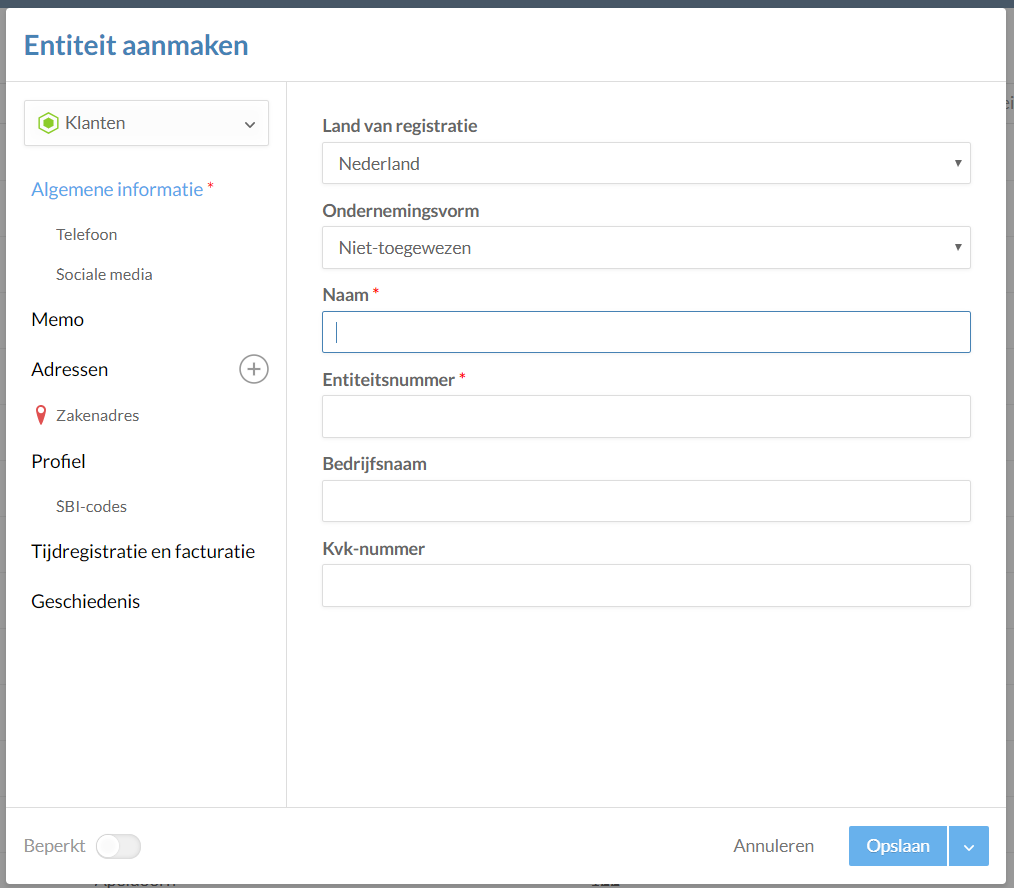 Entiteit aanmaken
Klanten
Algemene informatie *
Telefoon
Sociale media
Memo
Adressen
Zakenadres
Profiel
SBI-codes
Tijdregistratie en facturatie
Geschiedenis
Land van registratie
Nederland
Ondernemingsvorm
Niet-toegewezen
Naam *
Entiteitsnummer *
Bedrijfsnaam
Kvk-nummer
Beperkt
Annuleren
Opslaan